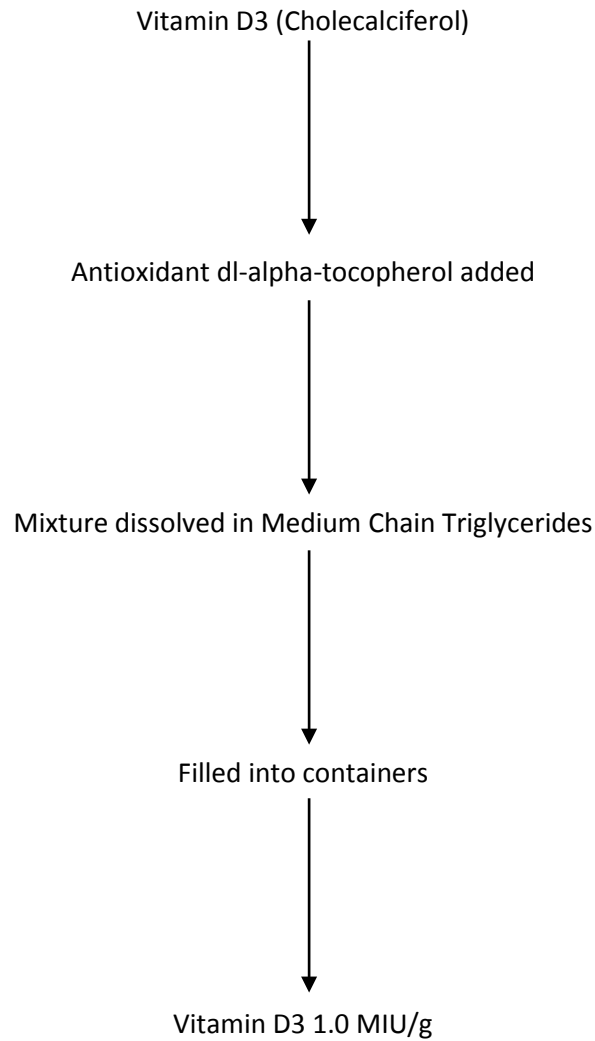 Vitamin D3 (Cholecalciferol)
Antioxidant dl-alpha-tocopherol added
Mixture dissolved in Medium Chain Triglycerides
Filled into containers
Vitamin D3 1.0 MIU/g